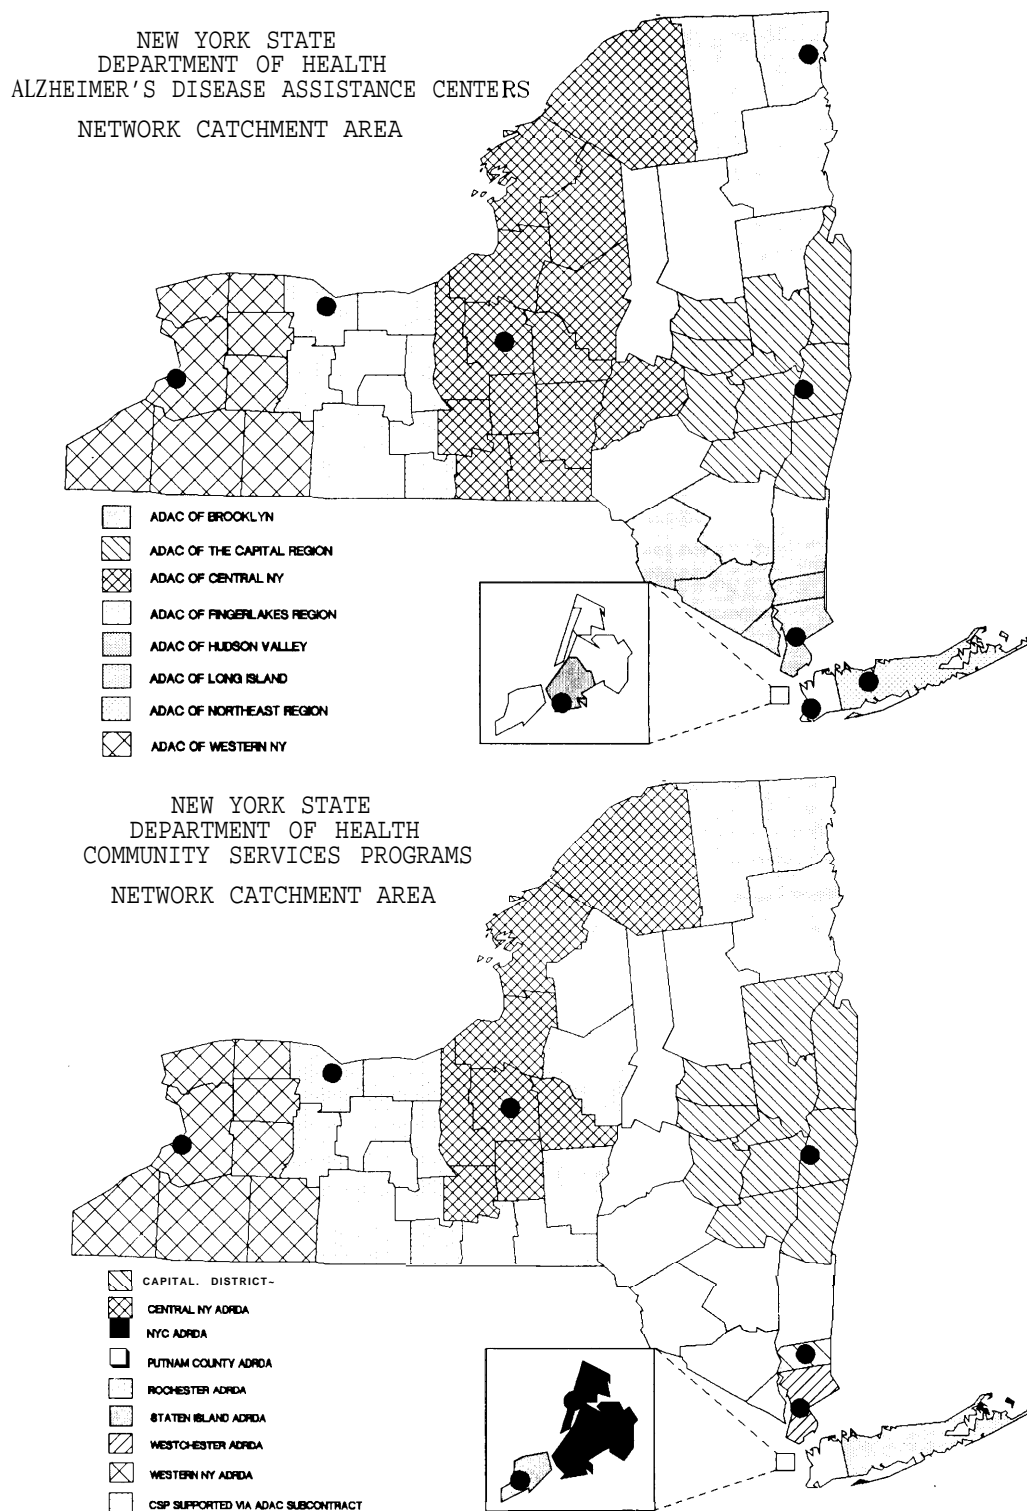 NEW YORK STATE
DEPARTMENT OF HEALTH
ALZHEIMER'S DISEASE ASSISTANCE CENTERS
NETWORK CATCHMENT AREA
ADAC OF BROOKLYN
ADAC OF THE CAPITAL REGION
ADAC OF CENTRAL NY
ADAC OF FINGERLAKES REGION
ADAC OF HUDSON VALLEY
ADAC OF LONG ISLAND
ADAC OF NORTHEAST REGION
ADAC OF WESTERN NY
NEW YORK STATE
DEPARTMENT OF HEALTH
COMMUNITY SERVICES PROGRAMS
NETWORK CATCHMENT AREA
CAPITAL. DISTRICT-
CENTRAL NY ADRDA
NYC ADRDA
PUTNAM COUNTY ADRDA
ROCHESTER ADRDA
STATEN ISLAND ADRDA
WESTCHESTER ADRDA
WESTERN NY ADRDA
CSP SUPPORTED VIA ADAC SUBCONTRACT